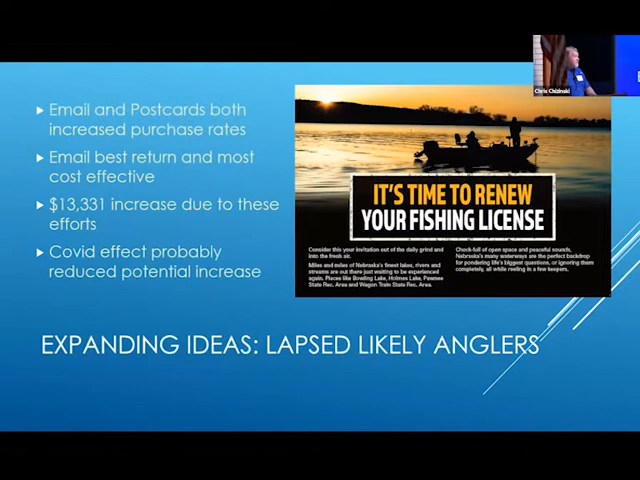 Chris Chizinski
Email and Postcards both
increased purchase rates
Email best return and most
cost effective
$13,331 increase due to these
efforts
Covid effect probably
reduced potential increase
IT'S TIME TO RENEW
YOUR FISHING LICENSE
Consider this your invitation out of the daily grind and
into the fresh air.
Miles and miles of Nebraska's finest lakes, rivers and
streams are out there just waiting to be experienced
again. Places like Bowling Lake, Holmes Lake, Pawnee
State Rec. Area and Wagon Train State Rec. Area.
Chock-full of open space and peaceful sounds,
Nebraska's many waterways are the perfect backdrop
for pondering life's biggest questions, or ignoring them
completely, all while reeling in a few keepers.
EXPANDING IDEAS: LAPSED LIKELY ANGLERS